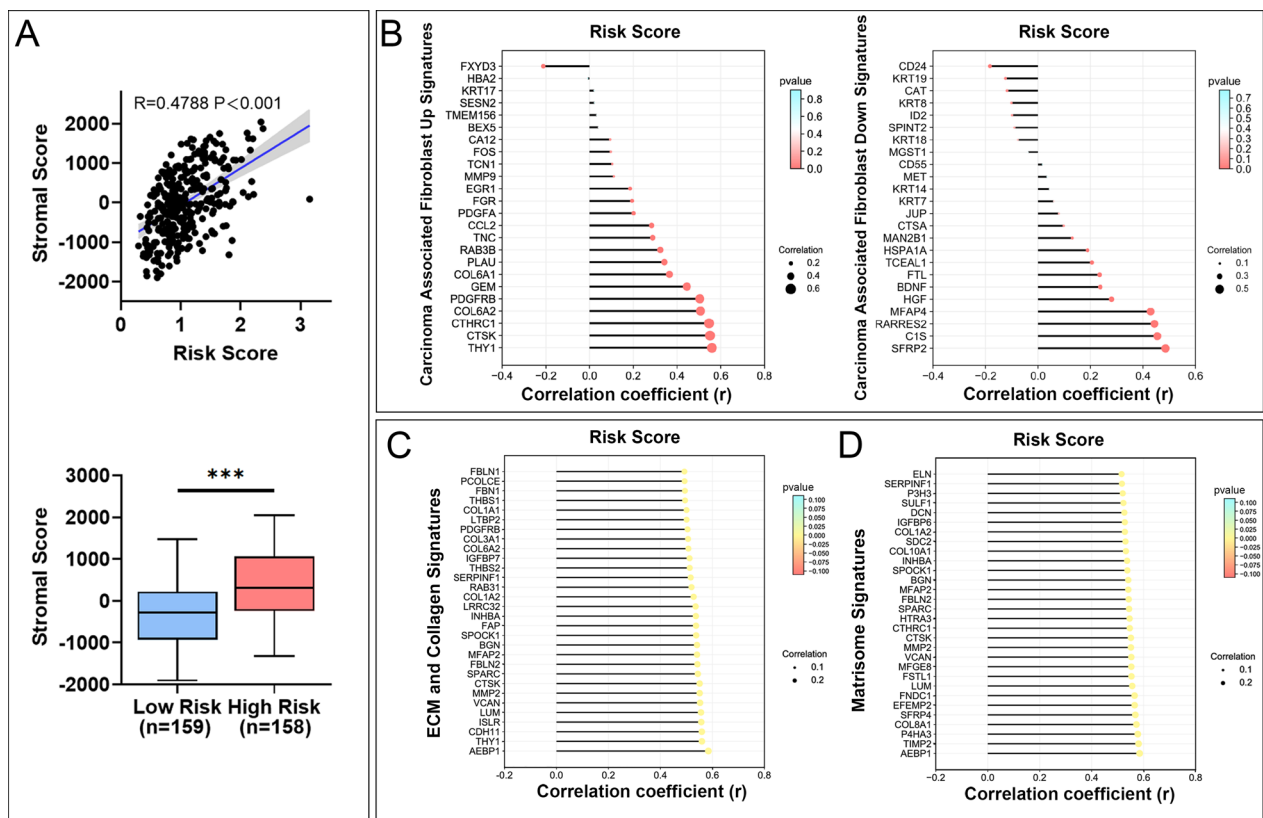 A
R=0.4788 P<0.001
Stromal Score
2000
1000
0
-1000
-2000
0 1 2 3
Risk Score
***
Stromal Score
3000
2000
1000
0
-1000
-2000
Low Risk High Risk
(n=159) (n=158)
B
Risk Score
Carcinoma Associated Fibroblast Up Signatures
FXYD3
HBA2
KRT17
SESN2
TMEM156
BEX5
CA12
FOS
TCN1
MMP9
EGR1
FGR
PDGFA
CCL2
TNC
RAB3B
PLAU
COL6A1
GEM
PDGFRB
COL6A2
CTHRC1
CTSK
THY1
−0.4 −0.2 0.0 0.2 0.4 0.6 0.8
Correlation coefficient (r)
pvalue
0.8
0.6
0.4
0.2
0.0
Correlation
0.2
0.4
0.6
Risk Score
Carcinoma Associated Fibroblast Down Signatures
CD24
KRT19
CAT
KRT8
ID2
SPINT2
KRT18
MGST1
CD55
MET
KRT14
KRT7
JUP
CTSA
MAN2B1
HSPA1A
TCEAL1
FTL
BDNF
HGF
MFAP4
RARRES2
C1S
SFRP2
−0.4 −0.2 0.0 0.2 0.4 0.6
Correlation coefficient (r)
pvalue
0.7
0.6
0.5
0.4
0.3
0.2
0.1
0.0
Correlation
0.1
0.3
0.5
C
Risk Score
ECM and Collagen Signatures
FBLN1
PCOLCE
FBN1
THBS1
COL1A1
LTBP2
PDGFRB
COL3A1
COL6A2
IGFBP7
THBS2
SERPINF1
RAB31
COL1A2
LRRC32
INHBA
FAP
SPOCK1
BGN
MFAP2
FBLN2
SPARC
CTSK
MMP2
VCAN
LUM
ISLR
CDH11
THY1
AEBP1
−0.2 0.0 0.2 0.4 0.6 0.8
Correlation coefficient (r)
pvalue
0.100
0.075
0.050
0.025
0.000
−0.025
−0.050
−0.075
−0.100
Correlation
0.1
0.2
D
Risk Score
Matrisome Signatures
ELN
SERPINF1
P3H3
SULF1
DCN
IGFBP6
COL1A2
SDC2
COL10A1
INHBA
SPOCK1
BGN
MFAP2
FBLN2
SPARC
HTRA3
CTHRC1
CTSK
MMP2
VCAN
MFGE8
FSTL1
LUM
FNDC1
EFEMP2
SFRP4
COL8A1
P4HA3
TIMP2
AEBP1
−0.2 0.0 0.2 0.4 0.6 0.8
Correlation coefficient (r)
pvalue
0.100
0.075
0.050
0.025
0.000
−0.025
−0.050
−0.075
−0.100
Correlation
0.1
0.2